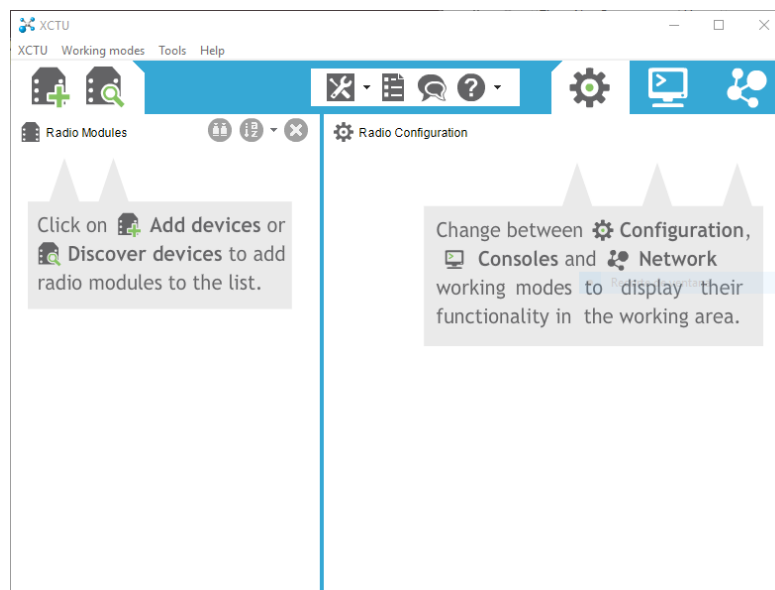 XCTU
XCTU Working modes Tools Help
Radio Modules
Radio Configuration
Click on Add devices or
Discover devices to add
radio modules to the list.
Change between Configuration,
Consoles and Network
working modes to display their
functionality in the working area.